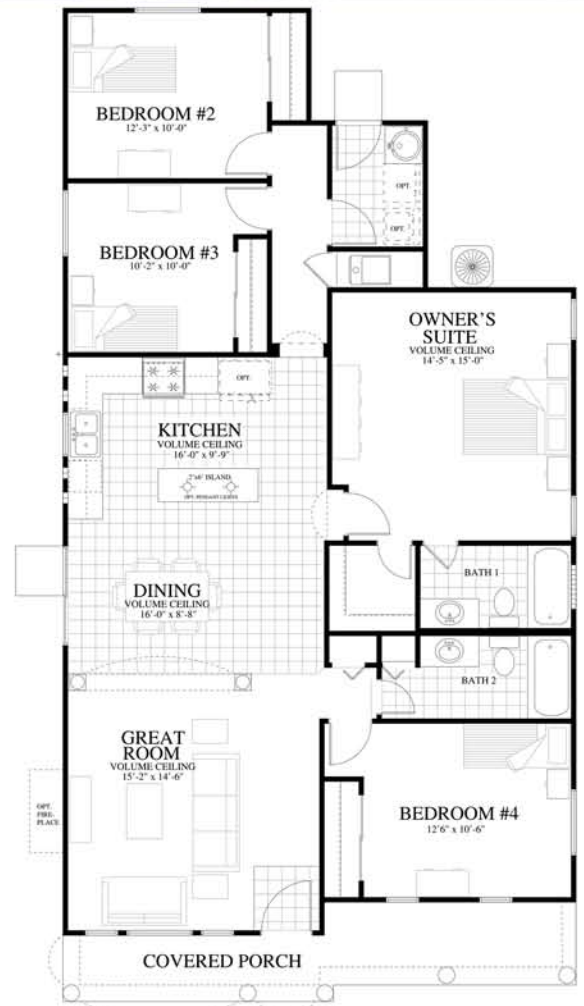 BEDROOM #2
12'-3" x 10'-0"
OPT.
OPT.
BEDROOM #3
10'-2" x 10'-0"
OWNER'S
SUITE
VOLUME CEILING
14'-5" x 15'-0"
OPT.
KITCHEN
VOLUME CEILING
16'-0" x 9'-9"
2'x6' ISLAND
OPT. PENDANT LIGHTS
BATH 1
DINING
VOLUME CEILING
16'-0" x 8'-8"
BATH 2
GREAT
ROOM
VOLUME CEILING
15'-2" x 14'-6"
OPT.
FIRE-
PLACE
BEDROOM #4
12'6" x 10'-6"
COVERED PORCH